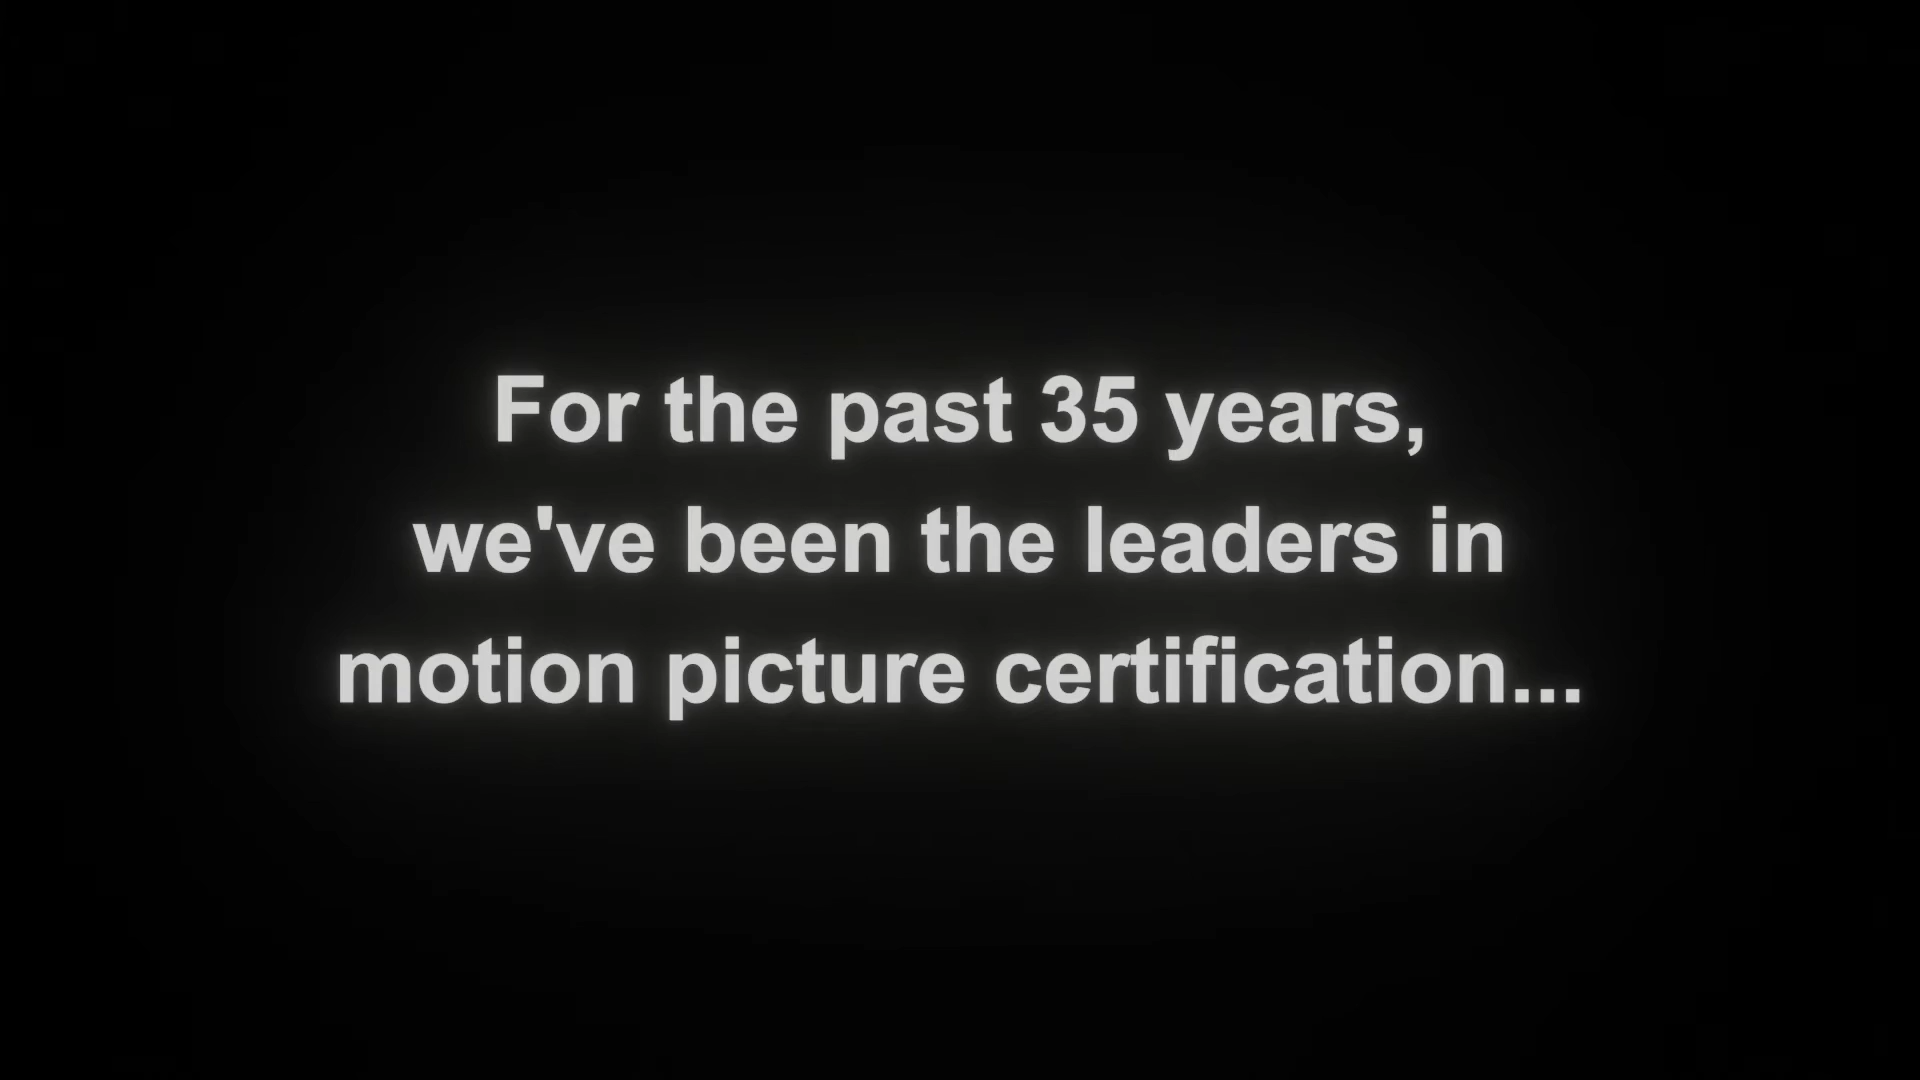 For the past 35 years,
we've been the leaders in
motion picture certification...